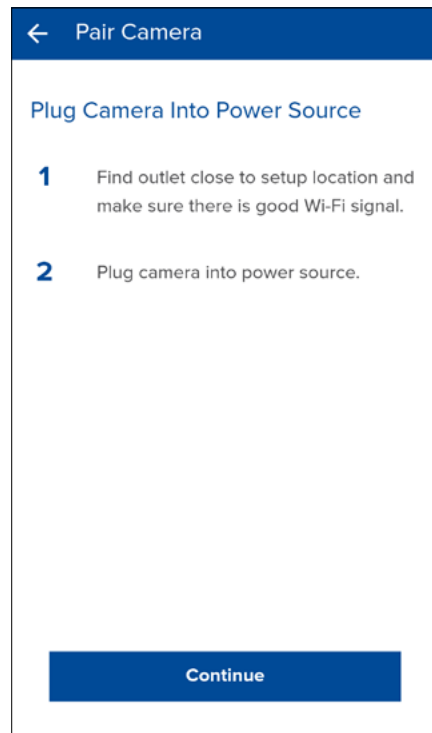 Pair Camera
Plug Camera Into Power Source
1 Find outlet close to setup location and
make sure there is good Wi-Fi signal.
2 Plug camera into power source.
Continue